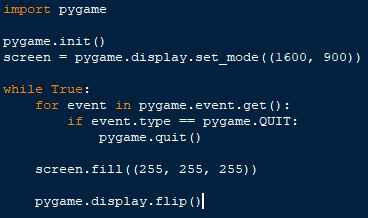 import pygame

pygame.init()
screen = pygame.display.set_mode((1600, 900))

while True:
    for event in pygame.event.get():
        if event.type == pygame.QUIT:
            pygame.quit()

    screen.fill((255, 255, 255))

    pygame.display.flip()